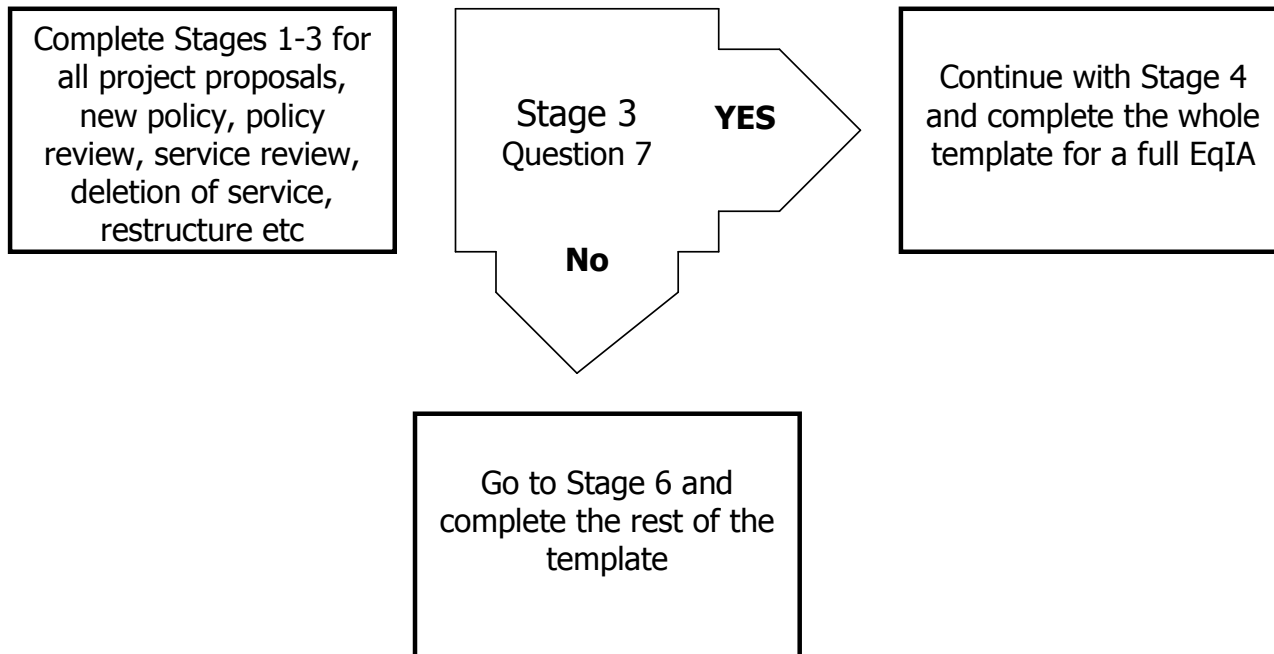 Complete Stages 1-3 for
all project proposals,
new policy, policy
review, service review,
deletion of service,
restructure etc
Stage 3
Question 7
YES
No
Continue with Stage 4
and complete the whole
template for a full EqIA
Go to Stage 6 and
complete the rest of the
template